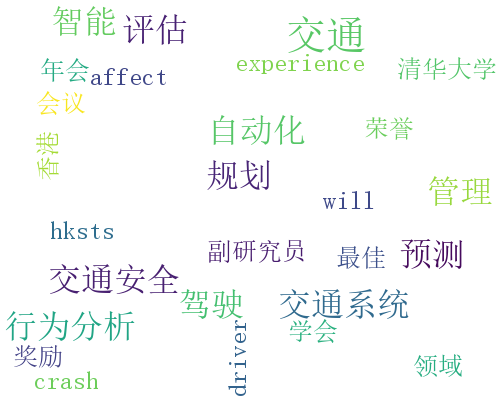 智能
评估
交通
年会
affect
experience
清华大学
会议
自动化
荣誉
香港
规划
管理
will
hksts
副研究员
最佳
预测
交通安全
驾驶
交通系统
行为分析
学会
奖励
driver
领域
crash